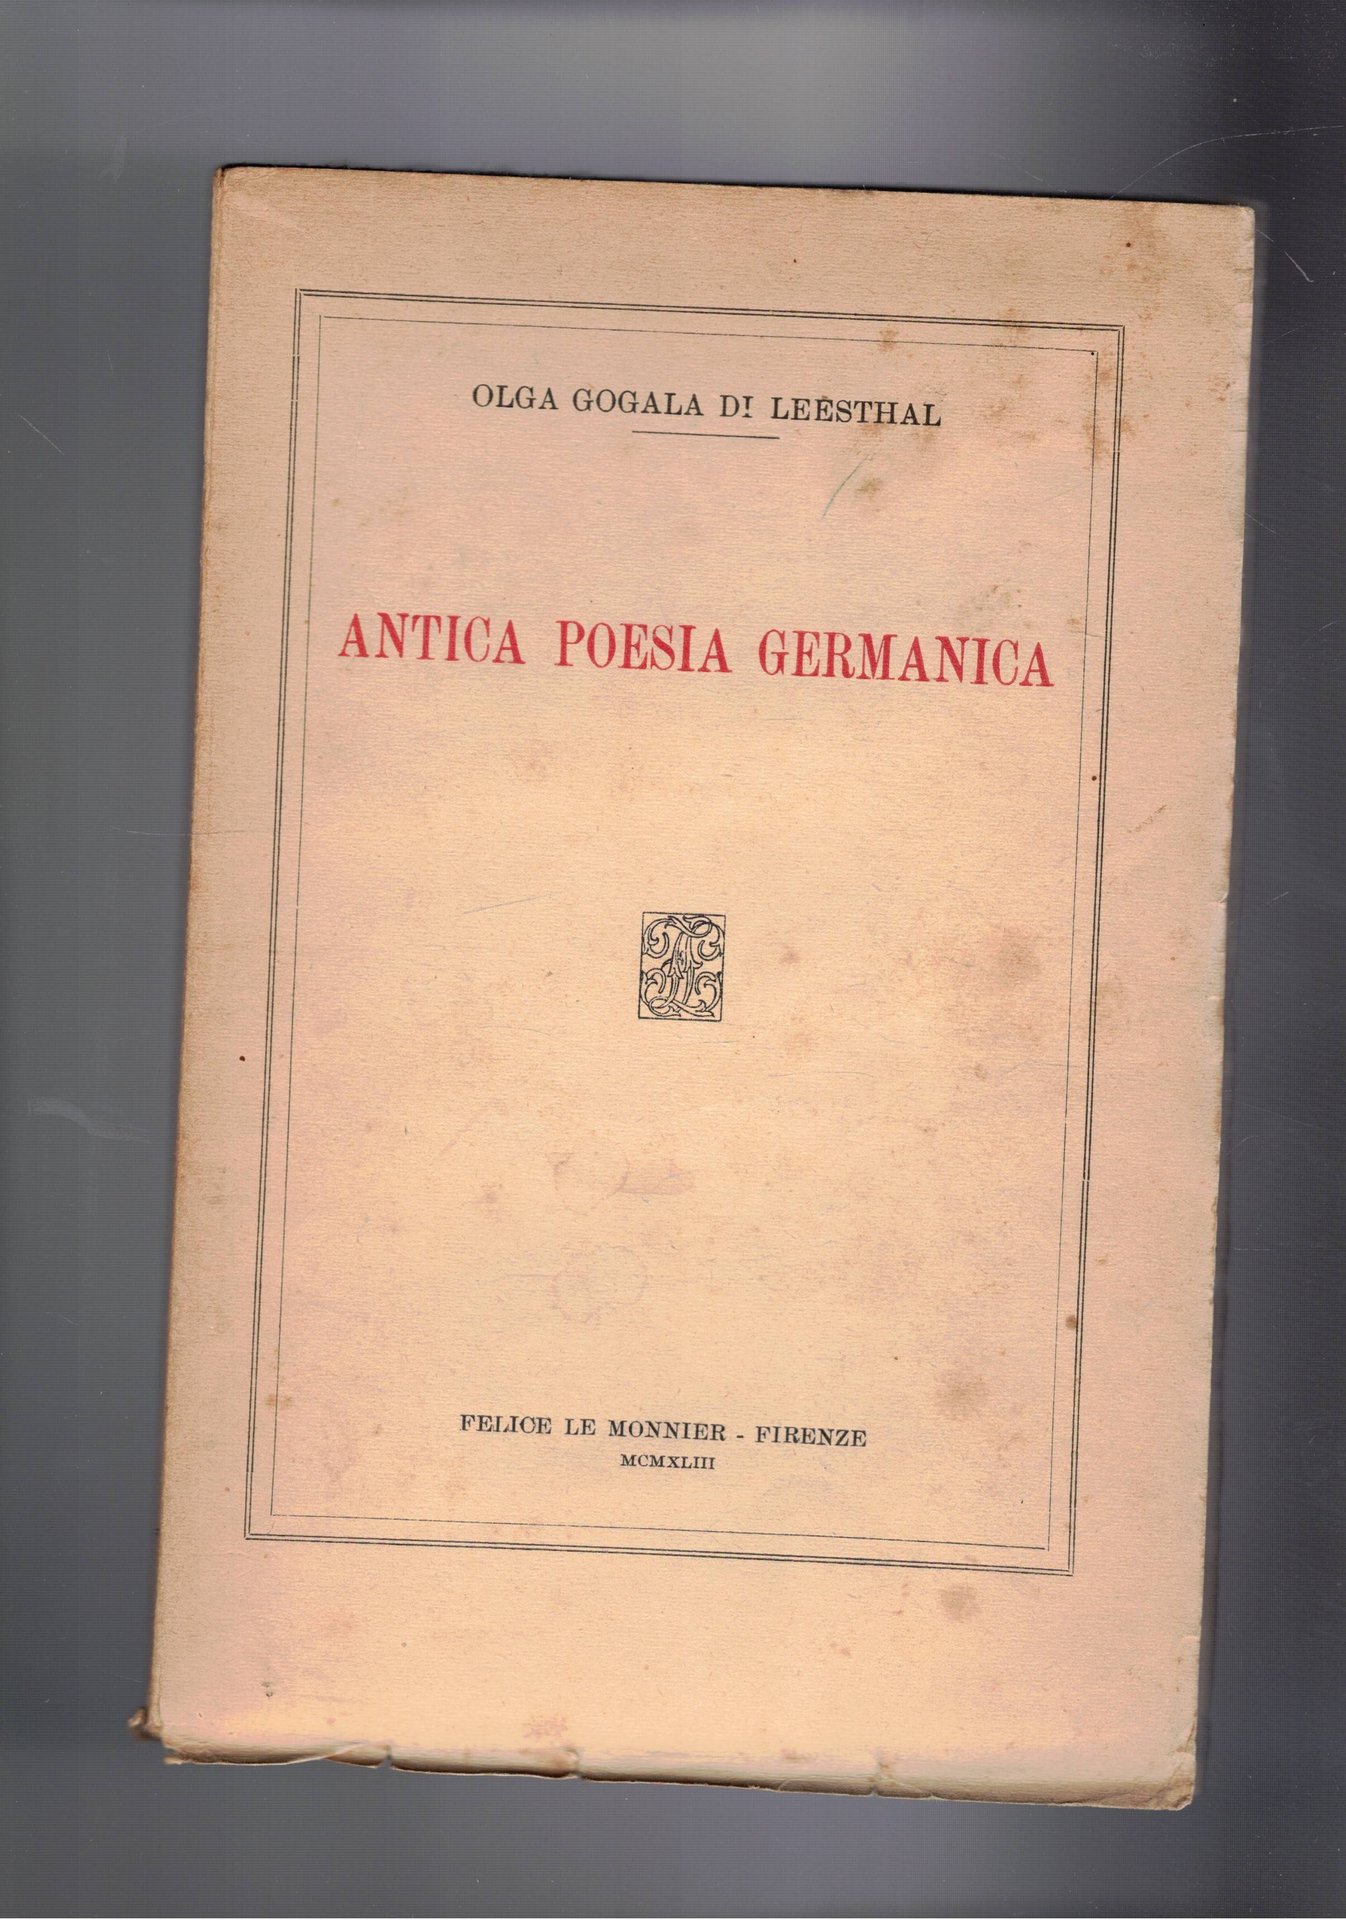 OLGA GOGALA DI LEESTHAL
ANTICA POESIA GERMANICA
FELICE LE MONNIER - FIRENZE
MCMXLIII